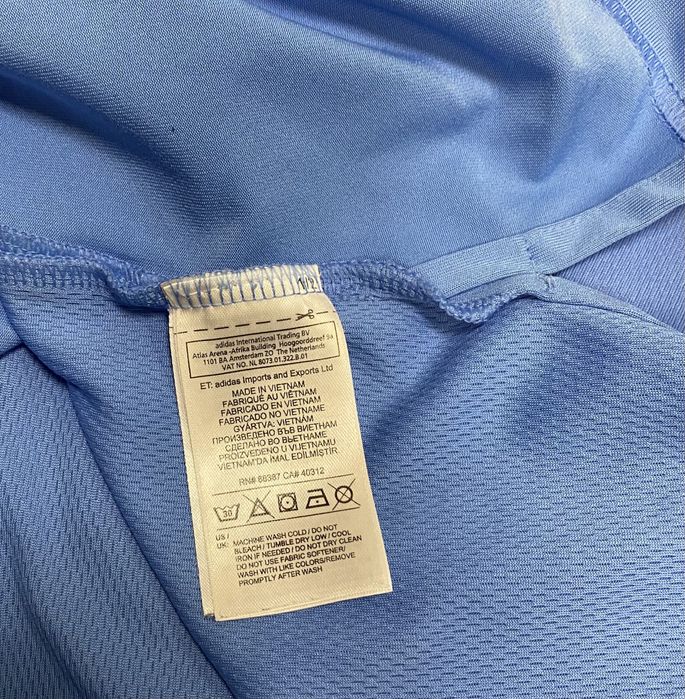 1/2
adidas International Trading BV
Atlas Arena -Afrika Building Hoogoorddreef 9a
1101 BA Amsterdam ZO The Netherlands
VAT NO. NL 8073.01.322.B.01
ET: adidas Imports and Exports Ltd
MADE IN VIETNAM
FABRIQUÉ AU VIÊTNAM
FABRICADO EN VIETNAM
FABRICADO NO VIETNAME
GYÁRTVA: VIETNÁM
ПРОИЗВЕДЕНО ВЪВ ВИЕТНАМ
СДЕЛАНО ВО ВЬЕТНАМЕ
PROIZVEDENO U VIJETNAMU
VIETNAM'DA İMAL EDİLMİŞTİR
RN# 88387 CA# 40312
30
US /
UK: MACHINE WASH COLD / DO NOT
BLEACH / TUMBLE DRY LOW / COOL
IRON IF NEEDED / DO NOT DRY CLEAN
DO NOT USE FABRIC SOFTENER/
WASH WITH LIKE COLORS/REMOVE
PROMPTLY AFTER WASH